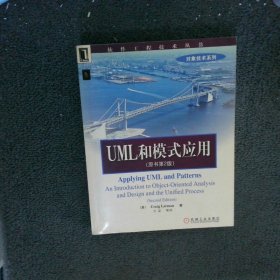 软件工程技术丛书
对象技术系列
UML和模式应用
(原书第2版)
Applying UML and Patterns
An Introduction to Object-Oriented Analysis
and Design and the Unified Process
(Second Edition)
(美) Craig Larman 著
机械工业出版社